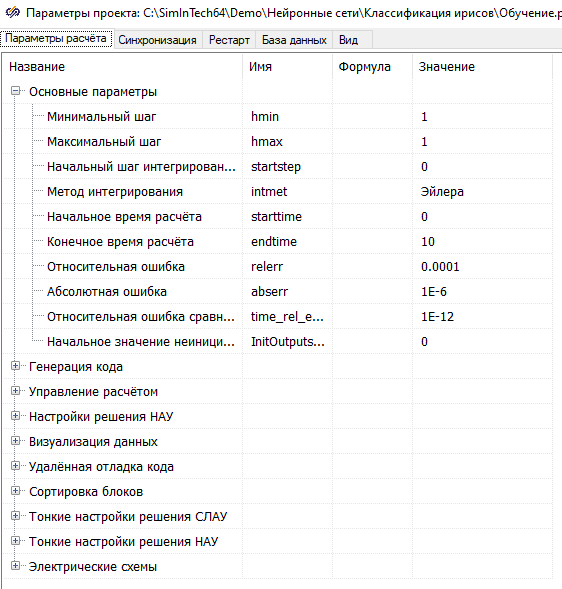 Параметры проекта: C:\SimInTech64\Demo\Нейронные сети\Классификация ирисов\Обучение.р
Параметры расчёта Синхронизация Рестарт База данных Вид
Название Имя Формула Значение
Основные параметры
Минимальный шаг hmin 1
Максимальный шаг hmax 1
Начальный шаг интегрирован... startstep 0
Метод интегрирования intmet Эйлера
Начальное время расчёта starttime 0
Конечное время расчёта endtime 10
Относительная ошибка relerr 0.0001
Абсолютная ошибка abserr 1E-6
Относительная ошибка сравн... time_rel_e... 1E-12
Начальное значение неиници... InitOutputs... 0
Генерация кода
Управление расчётом
Настройки решения НАУ
Визуализация данных
Удалённая отладка кода
Сортировка блоков
Тонкие настройки решения СЛАУ
Тонкие настройки решения НАУ
Электрические схемы